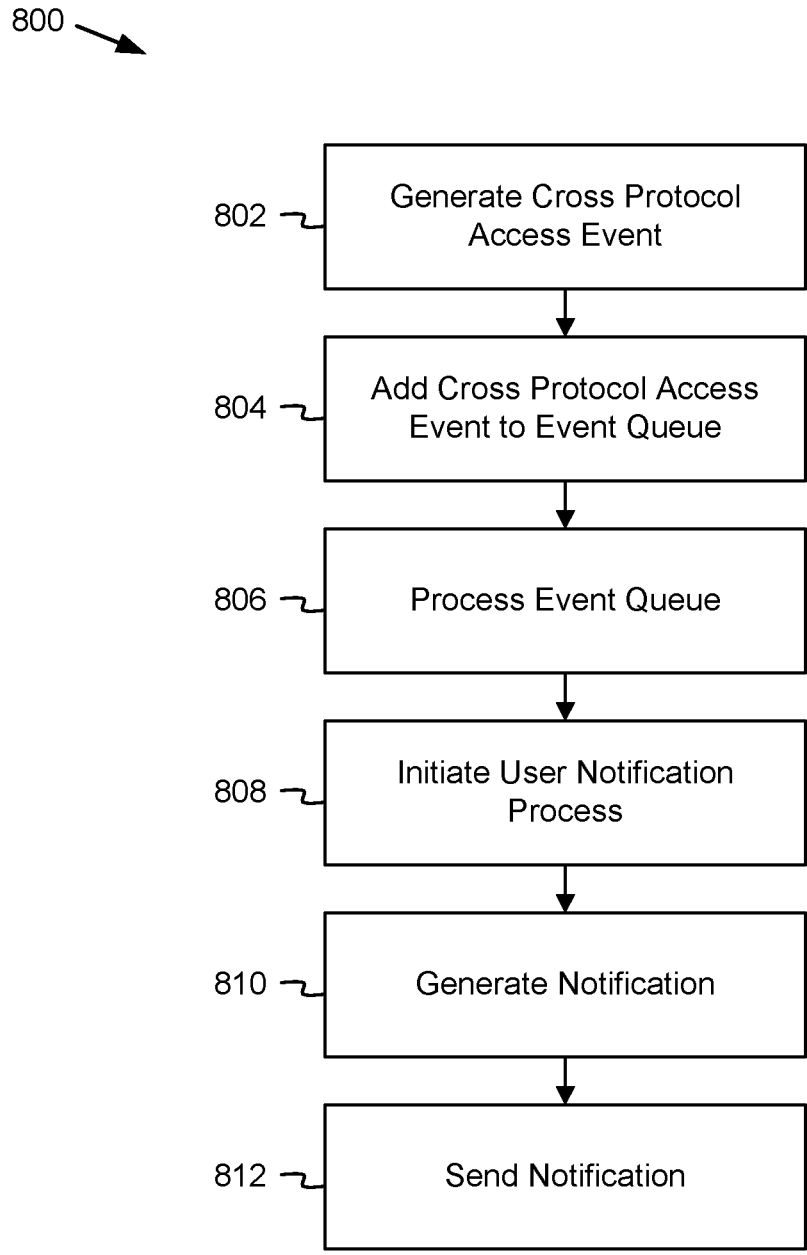 800
802
Generate Cross Protocol
Access Event
804
Add Cross Protocol Access
Event to Event Queue
806
Process Event Queue
808
Initiate User Notification
Process
810
Generate Notification
812
Send Notification